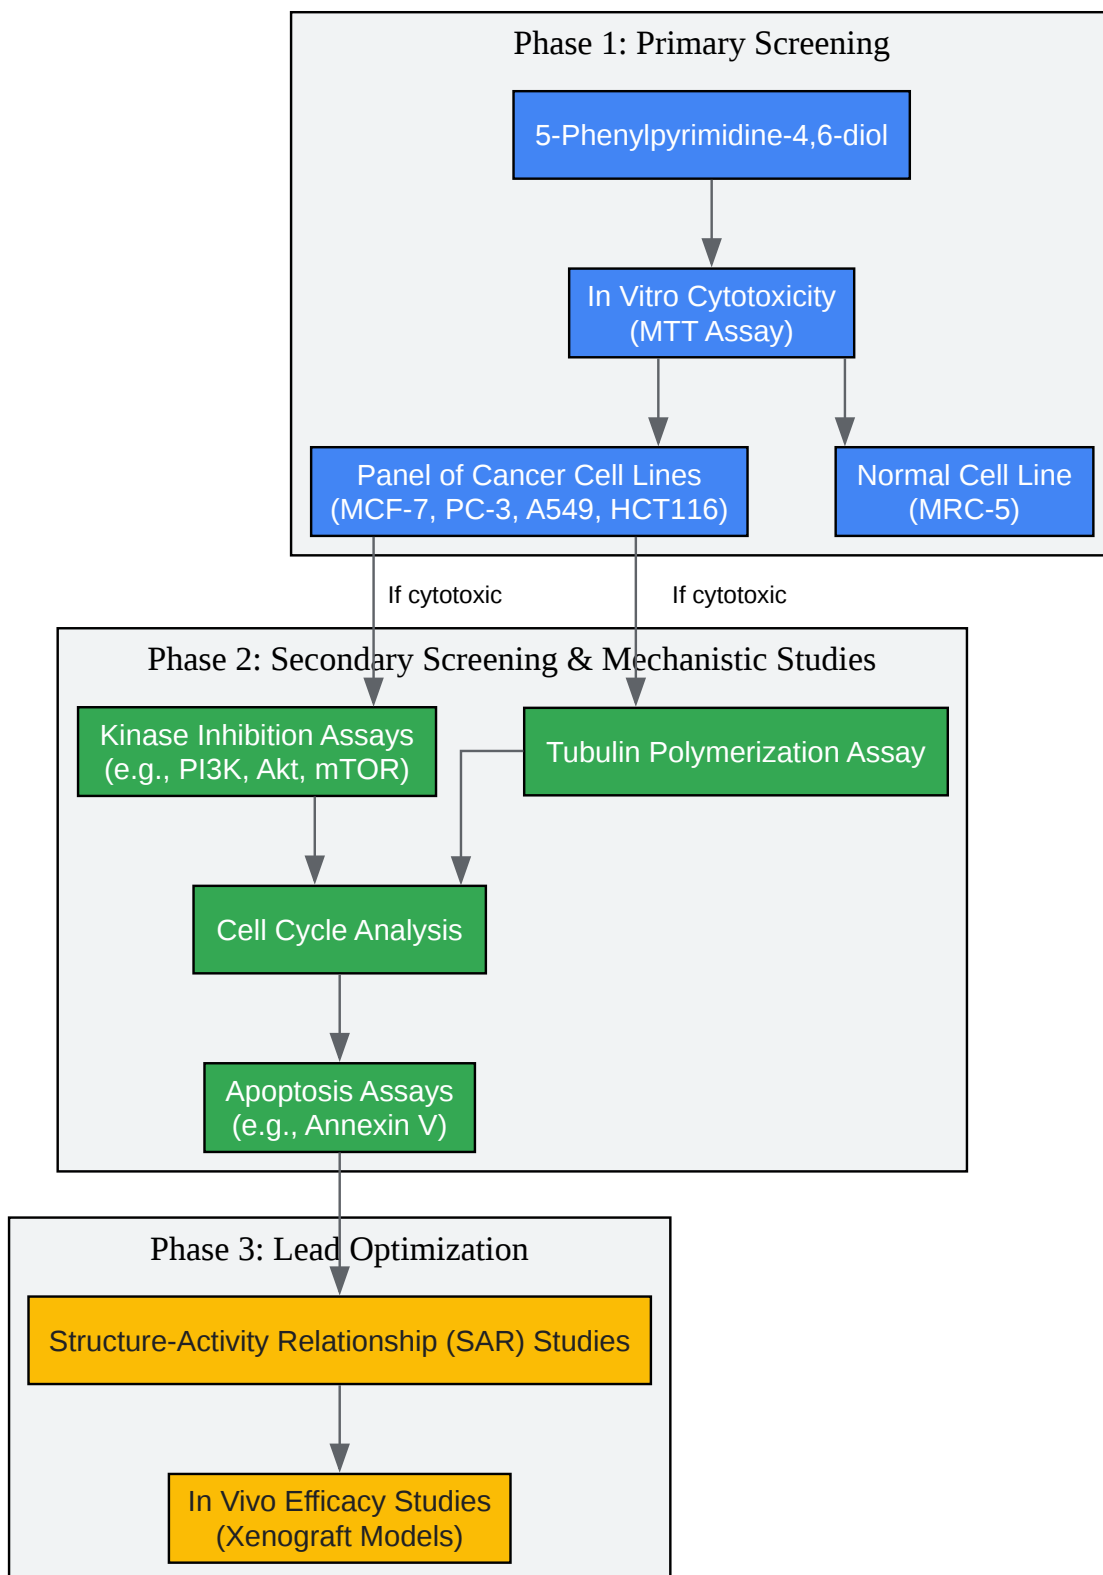 Phase 1: Primary Screening
5-Phenylpyrimidine-4,6-diol
In Vitro Cytotoxicity
(MTT Assay)
Panel of Cancer Cell Lines
(MCF-7, PC-3, A549, HCT116)
Normal Cell Line
(MRC-5)
If cytotoxic
If cytotoxic
Phase 2: Secondary Screening & Mechanistic Studies
Kinase Inhibition Assays
(e.g., PI3K, Akt, mTOR)
Tubulin Polymerization Assay
Cell Cycle Analysis
Apoptosis Assays
(e.g., Annexin V)
Phase 3: Lead Optimization
Structure-Activity Relationship (SAR) Studies
In Vivo Efficacy Studies
(Xenograft Models)